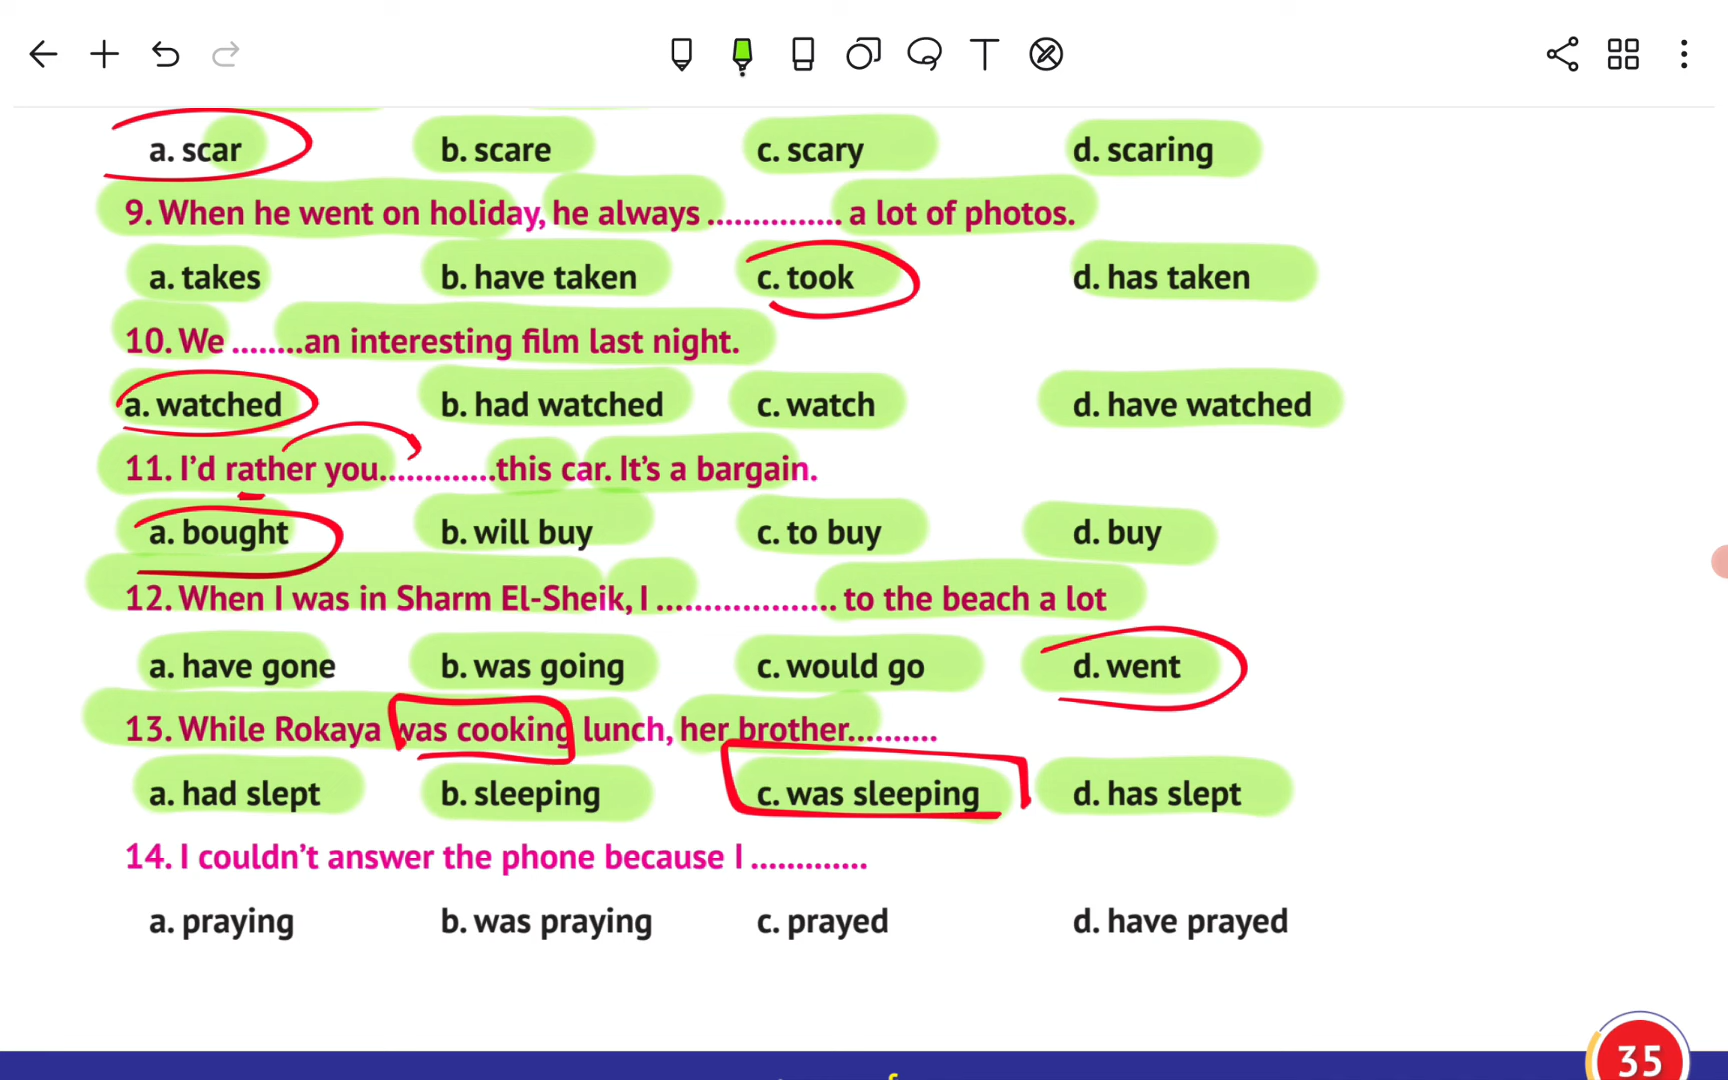 a. scar b. scare c. scary d. scaring
9. When he went on holiday, he always ............... a lot of photos.
a. takes b. have taken c. took d. has taken
10. We ........an interesting film last night.
a. watched b. had watched c. watch d. have watched
11. I'd rather you.............this car. It's a bargain.
a. bought b. will buy c. to buy d. buy
12. When I was in Sharm El-Sheik, I ................... to the beach a lot
a. have gone b. was going c. would go d. went
13. While Rokaya was cooking lunch, her brother..........
a. had slept b. sleeping c. was sleeping d. has slept
14. I couldn't answer the phone because I .............
a. praying b. was praying c. prayed d. have prayed
35